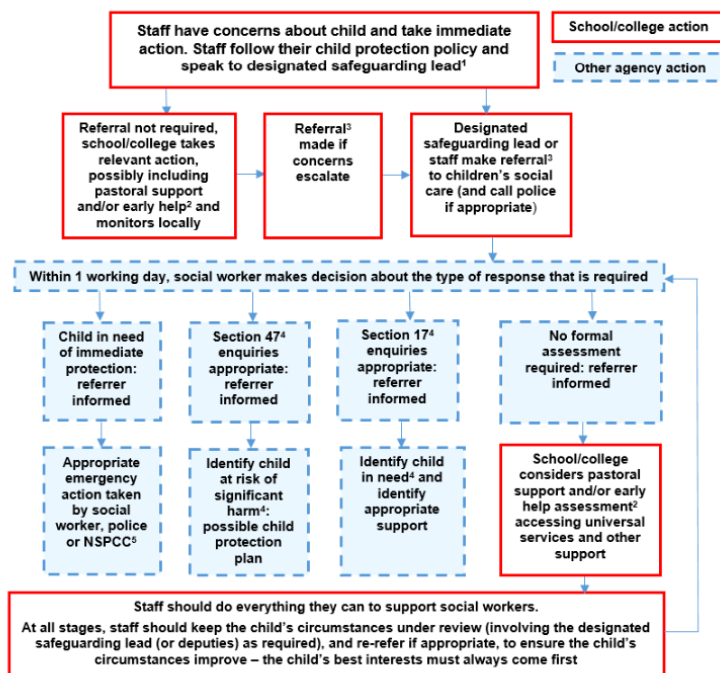 Staff have concerns about child and take immediate
action. Staff follow their child protection policy and
speak to designated safeguarding lead¹
School/college action
Other agency action
Referral not required,
school/college takes
relevant action,
possibly including
pastoral support
and/or early help² and
monitors locally
Referral³
made if
concerns
escalate
Designated
safeguarding lead or
staff make referral³
to children’s social
care (and call police
if appropriate)
Within 1 working day, social worker makes decision about the type of response that is required
Child in need
of immediate
protection:
referrer
informed
Section 47⁴
enquiries
appropriate:
referrer
informed
Section 17⁴
enquiries
appropriate:
referrer
informed
No formal
assessment
required: referrer
informed
Appropriate
emergency
action taken
by social
worker, police
or NSPCC⁵
Identify child
at risk of
significant
harm⁴:
possible child
protection
plan
Identify child
in need⁴ and
identify
appropriate
support
School/college
considers pastoral
support and/or early
help assessment²
accessing universal
services and other
support
Staff should do everything they can to support social workers.
At all stages, staff should keep the child’s circumstances under review (involving the designated
safeguarding lead (or deputies) as required), and re-refer if appropriate, to ensure the child’s
circumstances improve – the child’s best interests must always come first